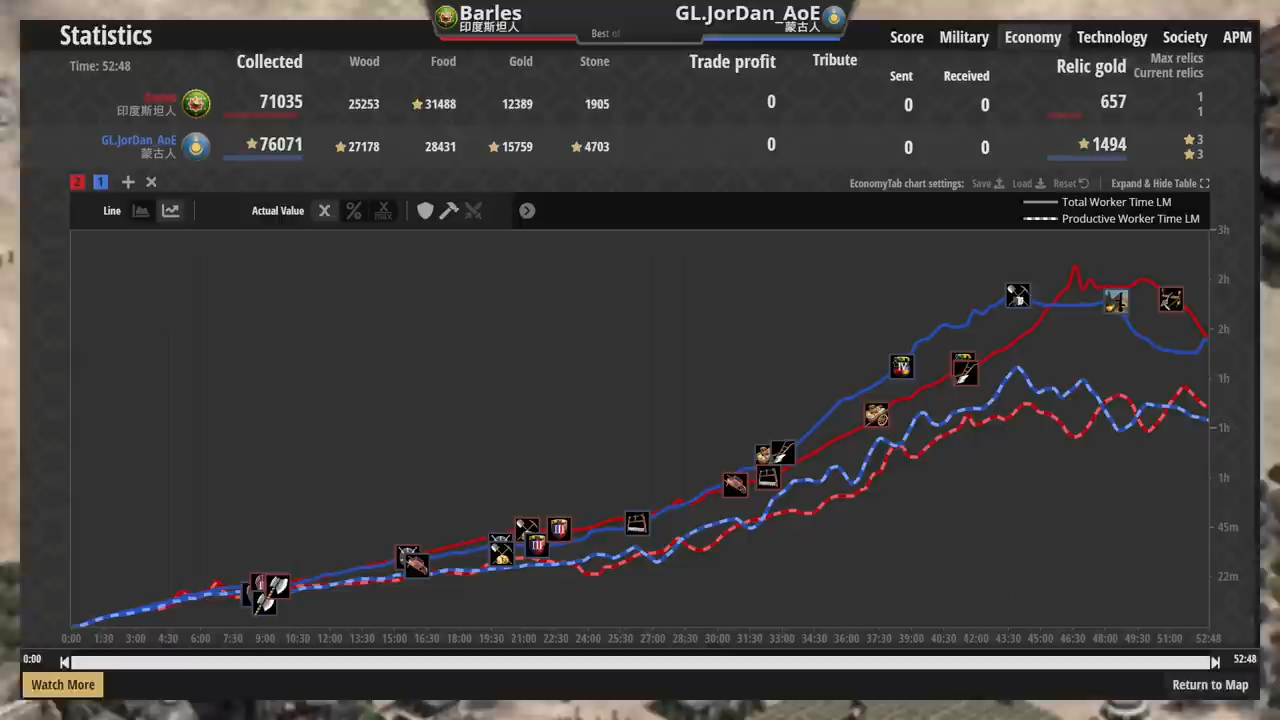 Barles
印度斯坦人
GL.JorDan_AoE
蒙古人
Best of
Statistics
Score Military Economy Technology Society APM
Time: 52:48
Collected Wood Food Gold Stone Trade profit Tribute Sent Received Relic gold Max relics
Current relics
Barles
印度斯坦人
71035 25253 31488 12389 1905 0 0 0 657 1
1
GL.JorDan_AoE
蒙古人
76071 27178 28431 15759 4703 0 0 0 1494 3
3
2 1
EconomyTab chart settings: Save Load Reset Expand & Hide Table
Line Actual Value X % X
max
Total Worker Time LM
Productive Worker Time LM
3h
2h
2h
1h
1h
1h
45m
22m
0:00 1:30 3:00 4:30 6:00 7:30 9:00 10:30 12:00 13:30 15:00 16:30 18:00 19:30 21:00 22:30 24:00 25:30 27:00 28:30 30:00 31:30 33:00 34:30 36:00 37:30 39:00 40:30 42:00 43:30 45:00 46:30 48:00 49:30 51:00 52:48
0:00 52:48
Watch More Return to Map